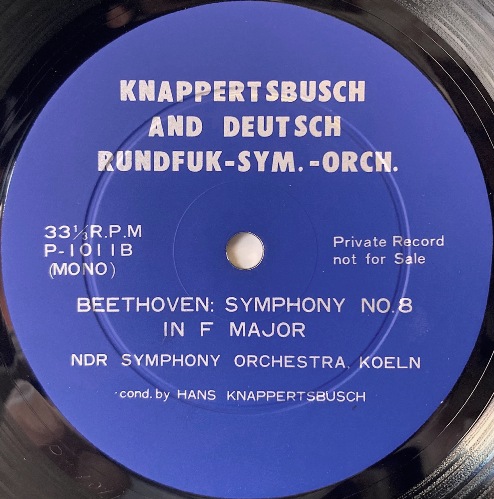 KNAPPERTSBUSCH
AND DEUTSCH
RUNDFUK-SYM.-ORCH.
33⅓ R.P.M
P-1011B
(MONO)
Private Record
not for Sale
BEETHOVEN: SYMPHONY NO.8
IN F MAJOR
NDR SYMPHONY ORCHESTRA, KOELN
cond. by HANS KNAPPERTSBUSCH